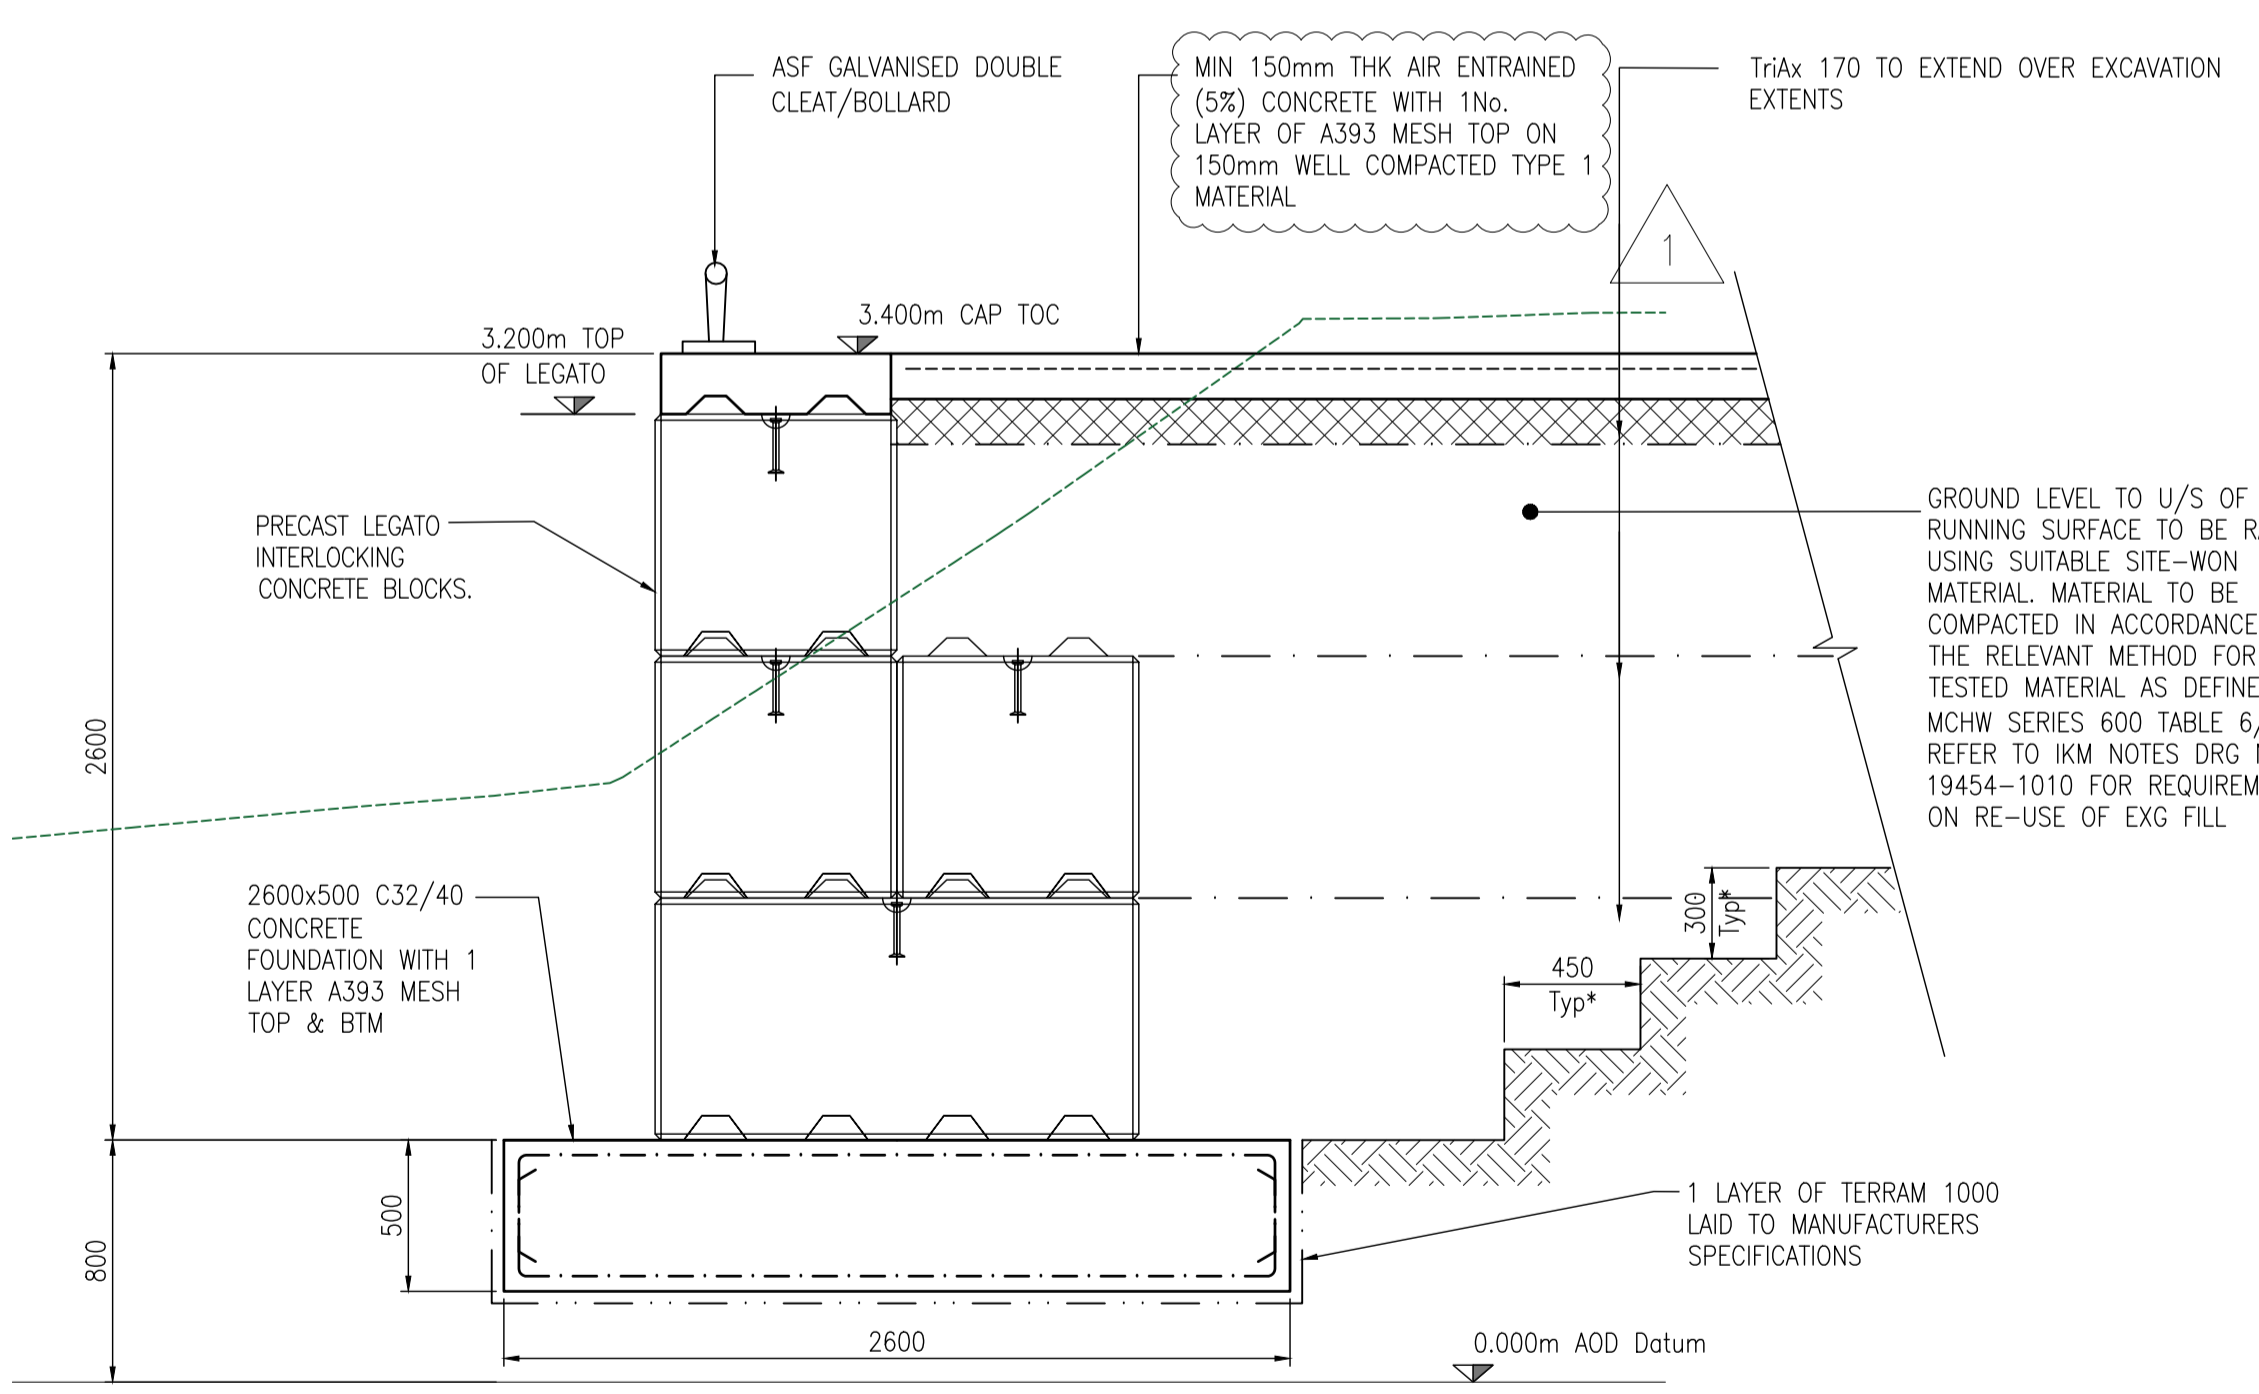 ASF GALVANISED DOUBLE
CLEAT/BOLLARD
MIN 150mm THK AIR ENTRAINED
(5%) CONCRETE WITH 1No.
LAYER OF A393 MESH TOP ON
150mm WELL COMPACTED TYPE 1
MATERIAL
TriAx 170 TO EXTEND OVER EXCAVATION
EXTENTS
1
3.200m TOP
OF LEGATO
3.400m CAP TOC
PRECAST LEGATO
INTERLOCKING
CONCRETE BLOCKS.
GROUND LEVEL TO U/S OF
RUNNING SURFACE TO BE
USING SUITABLE SITE-WON
MATERIAL. MATERIAL TO BE
COMPACTED IN ACCORDANCE
THE RELEVANT METHOD FOR
TESTED MATERIAL AS DEFINE
MCHW SERIES 600 TABLE 6/
REFER TO IKM NOTES DRG
19454-1010 FOR REQUIREM
ON RE-USE OF EXG FILL
2600
2600x500 C32/40
CONCRETE
FOUNDATION WITH 1
LAYER A393 MESH
TOP & BTM
300
Typ*
450
Typ*
500
800
1 LAYER OF TERRAM 1000
LAID TO MANUFACTURERS
SPECIFICATIONS
2600
0.000m AOD Datum